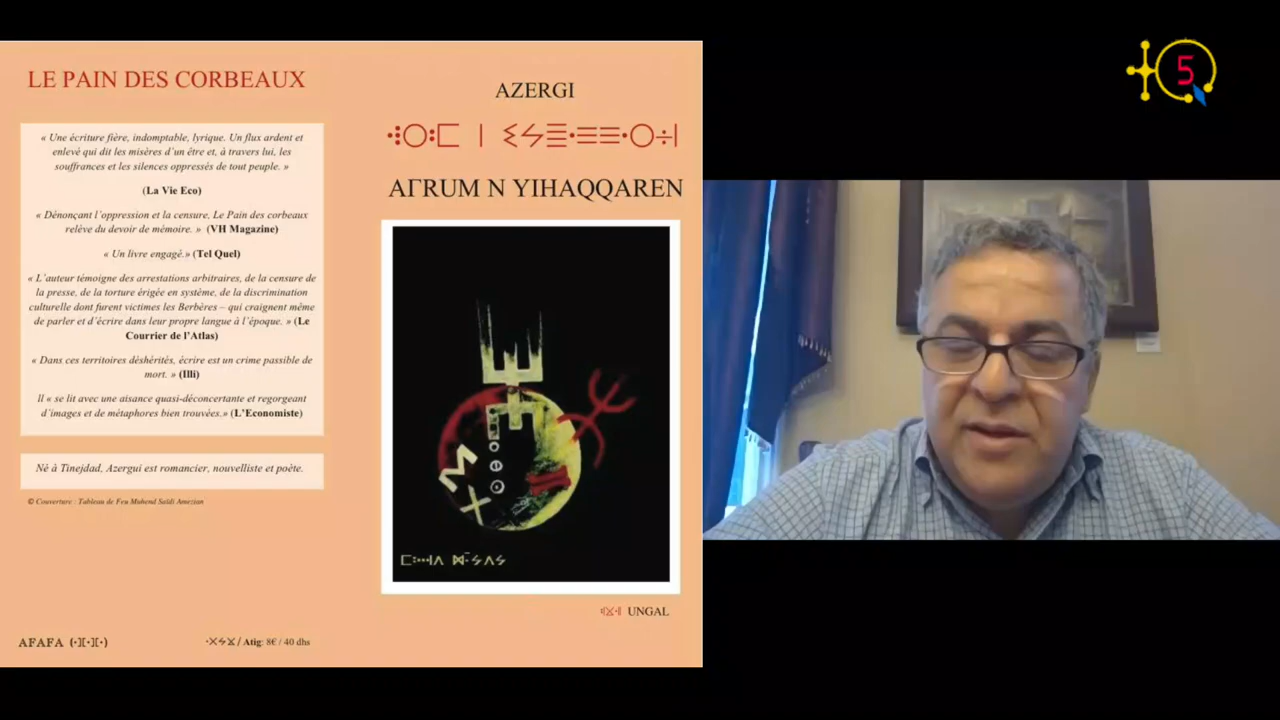 LE PAIN DES CORBEAUX
« Une écriture fière, indomptable, lyrique. Un flux ardent et
enlevé qui dit les misères d'un être et, à travers lui, les
souffrances et les silences oppressés de tout peuple. »
(La Vie Eco)
« Dénonçant l'oppression et la censure, Le Pain des corbeaux
relève du devoir de mémoire. » (VH Magazine)
« Un livre engagé.» (Tel Quel)
« L'auteur témoigne des arrestations arbitraires, de la censure de
la presse, de la torture érigée en système, de la discrimination
culturelle dont furent victimes les Berbères – qui craignent même
de parler et d'écrire dans leur propre langue à l'époque. » (Le
Courrier de l'Atlas)
« Dans ces territoires déshérités, écrire est un crime passible de
mort. » (Illi)
Il « se lit avec une aisance quasi-déconcertante et regorgeant
d'images et de métaphores bien trouvées.» (L'Economiste)
Né à Tinejdad, Azergui est romancier, nouvelliste et poète.
© Couverture : Tableau de Feu Muhend Saïdi Amezian
AFAFA
/ Atig: 8€ / 40 dhs
AZERGI
AΓRUM N YIHAQQAREN
UNGAL
5